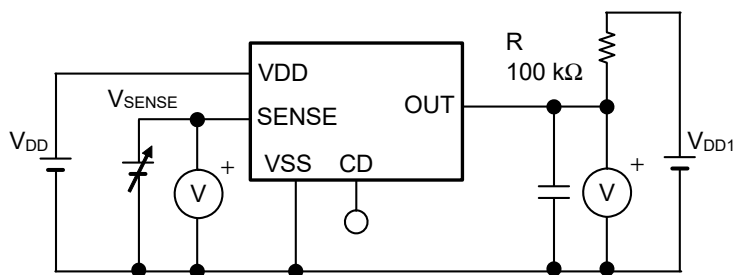 R
100 kΩ
VDD
VSENSE
SENSE
OUT
VDD
VDD1
VSS
CD
+
V
+
V